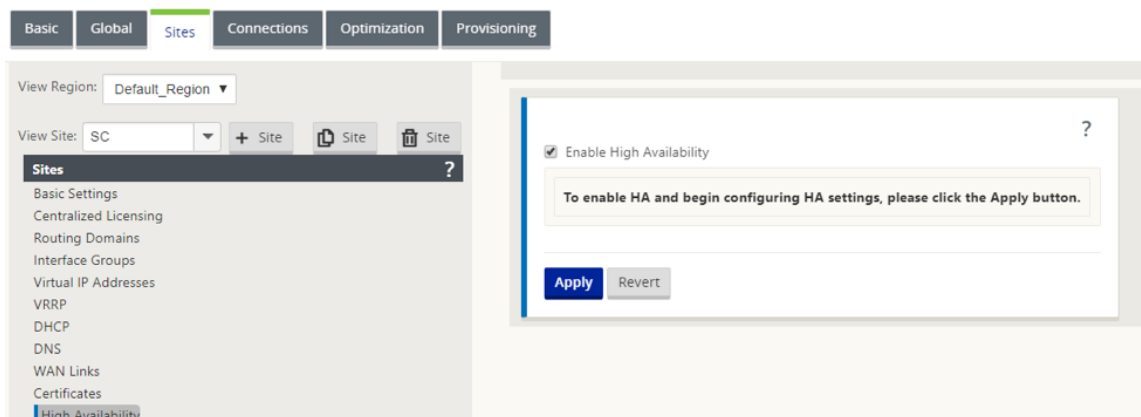 Basic Global Sites Connections Optimization Provisioning
View Region: Default_Region
View Site: SC + Site Site Site
Sites ?
Basic Settings
Centralized Licensing
Routing Domains
Interface Groups
Virtual IP Addresses
VRRP
DHCP
DNS
WAN Links
Certificates
High Availability
?
Enable High Availability
To enable HA and begin configuring HA settings, please click the Apply button.
Apply Revert